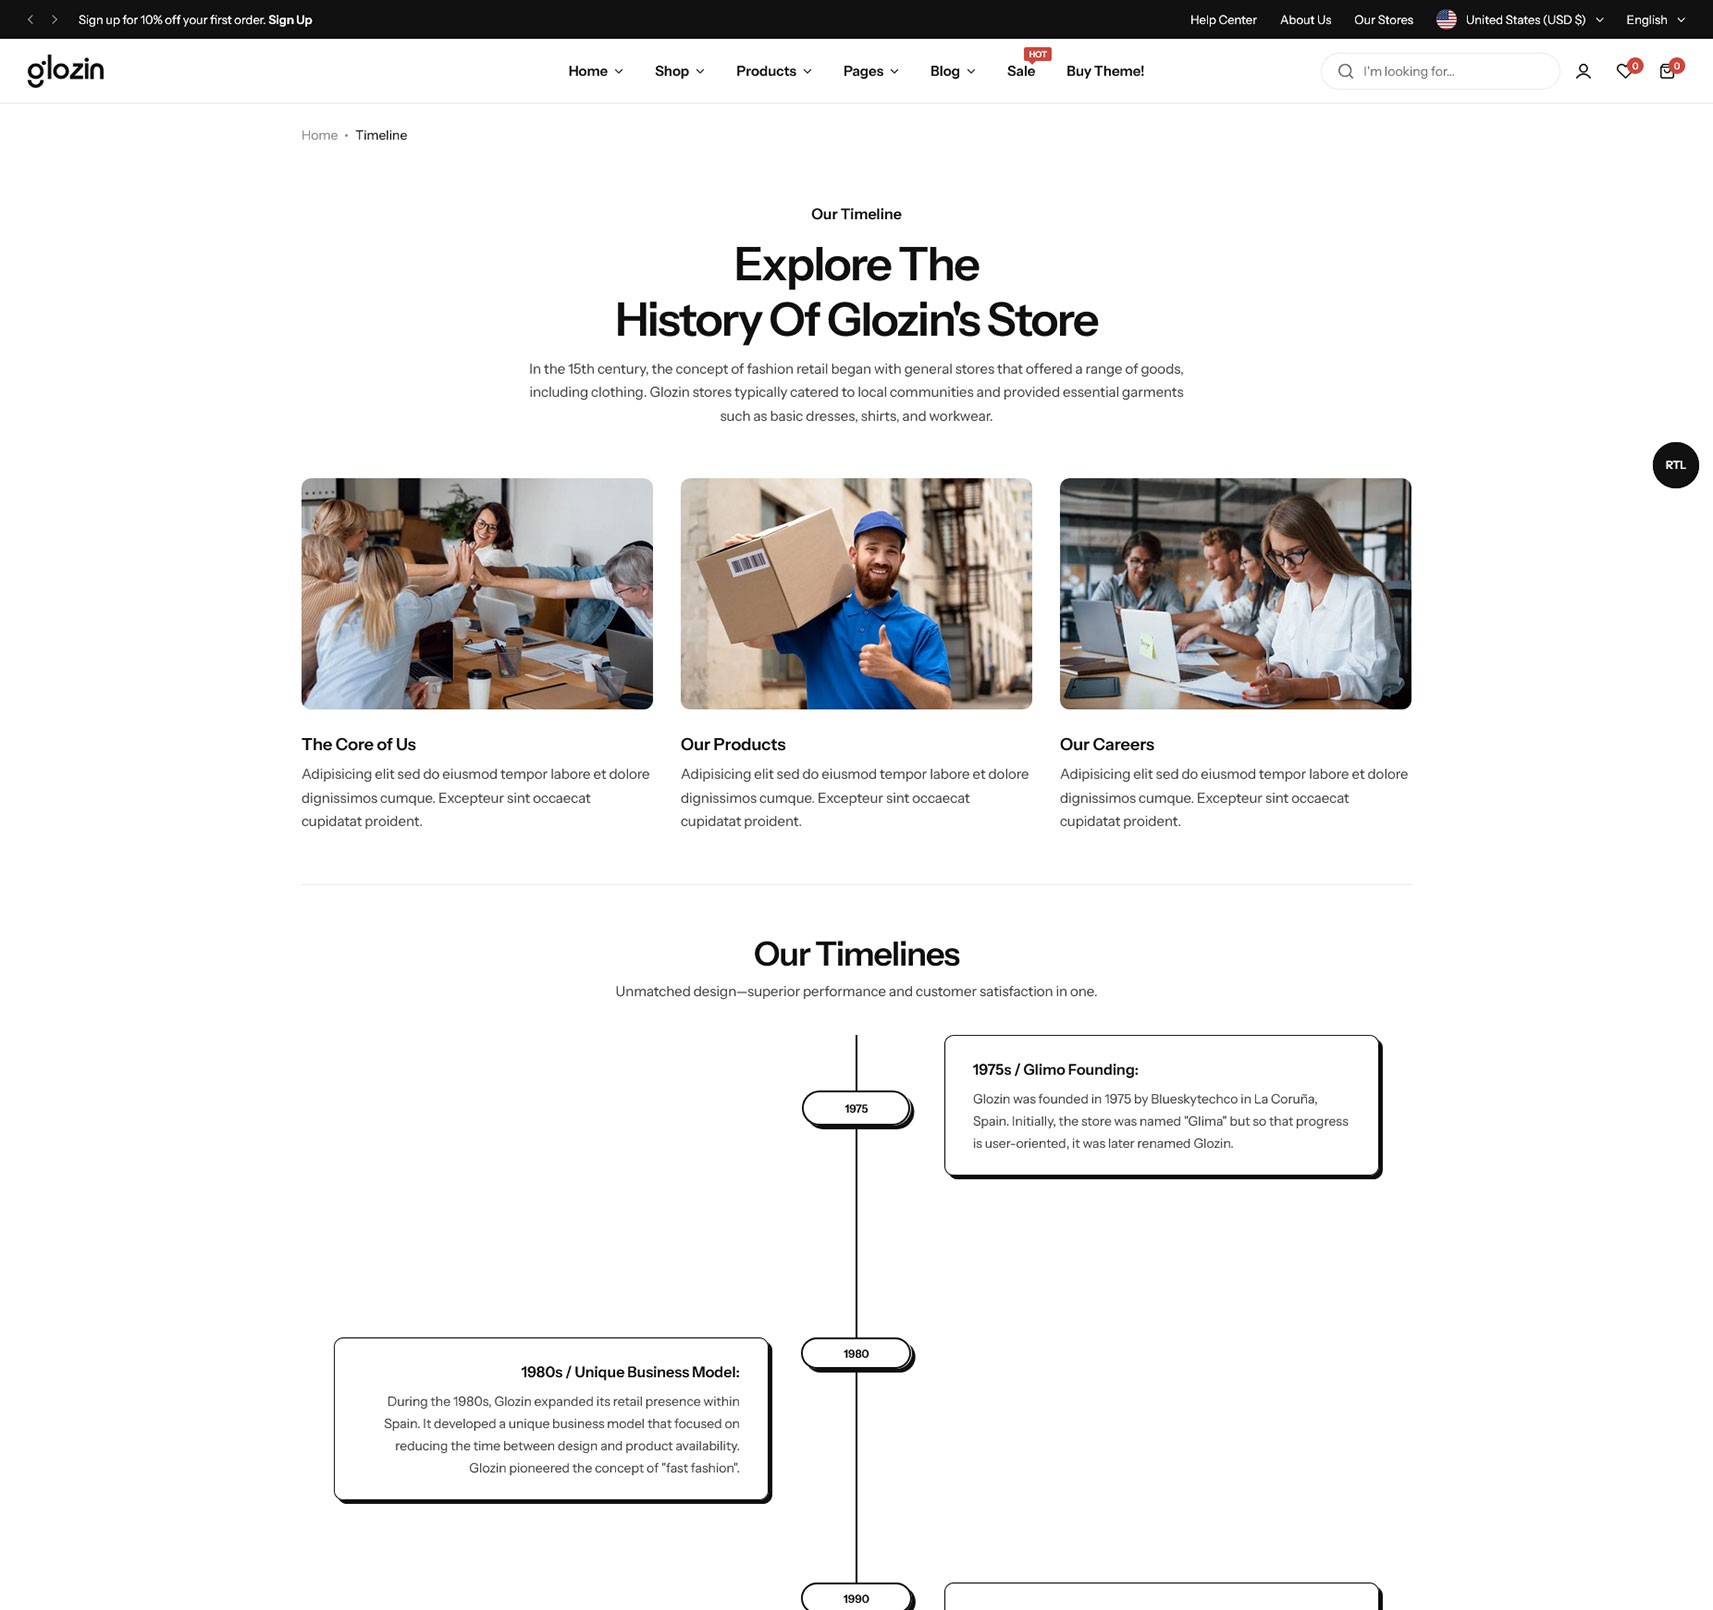 Sign up for 10% off your first order. Sign Up
Help Center
About Us
Our Stores
United States (USD $)
English
glozin
Home
Shop
Products
Pages
Blog
Sale
HOT
Buy Theme!
I'm looking for...
0
0
Home • Timeline
Our Timeline
Explore The
History Of Glozin's Store
In the 15th century, the concept of fashion retail began with general stores that offered a range of goods,
including clothing. Glozin stores typically catered to local communities and provided essential garments
such as basic dresses, shirts, and workwear.
RTL
The Core of Us
Adipisicing elit sed do eiusmod tempor labore et dolore
dignissimos cumque. Excepteur sint occaecat
cupidatat proident.
Our Products
Adipisicing elit sed do eiusmod tempor labore et dolore
dignissimos cumque. Excepteur sint occaecat
cupidatat proident.
Our Careers
Adipisicing elit sed do eiusmod tempor labore et dolore
dignissimos cumque. Excepteur sint occaecat
cupidatat proident.
Our Timelines
Unmatched design—superior performance and customer satisfaction in one.
1975
1975s / Glimo Founding:
Glozin was founded in 1975 by Blueskytechco in La Coruña,
Spain. Initially, the store was named "Glima" but so that progress
is user-oriented, it was later renamed Glozin.
1980
1980s / Unique Business Model:
During the 1980s, Glozin expanded its retail presence within
Spain. It developed a unique business model that focused on
reducing the time between design and product availability.
Glozin pioneered the concept of "fast fashion".
1990